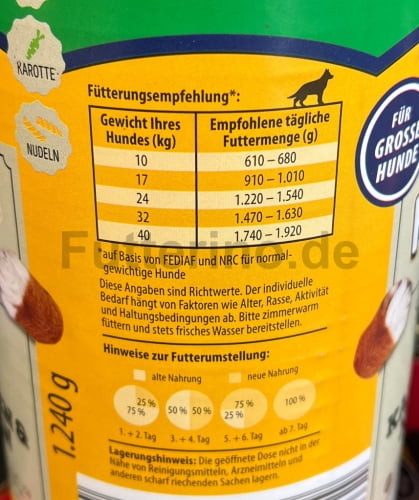 KAROTTE
NUDELN
Fütterungsempfehlung*:
Gewicht Ihres Hundes (kg) Empfohlene tägliche Futtermenge (g)
10 610 – 680
17 910 – 1.010
24 1.220 – 1.540
32 1.470 – 1.630
40 1.740 – 1.920
*auf Basis von FEDIAF und NRC für normal-
gewichtige Hunde
Diese Angaben sind Richtwerte. Der individuelle
Bedarf hängt von Faktoren wie Alter, Rasse, Aktivität
und Haltungsbedingungen ab. Bitte zimmerwarm
füttern und stets frisches Wasser bereitstellen.
Hinweise zur Futterumstellung:
alte Nahrung neue Nahrung
25 % 75 % 50 % 50 % 75 % 25 % 100 %
1. + 2. Tag 3. + 4. Tag 5. + 6. Tag ab 7. Tag
Lagerungshinweis: Die geöffnete Dose nicht in der
Nähe von Reinigungsmitteln, Arzneimitteln und
anderen scharf riechenden Sachen lagern.
1.240 g
FÜR
GROSSE
HUNDE
Futterino.de